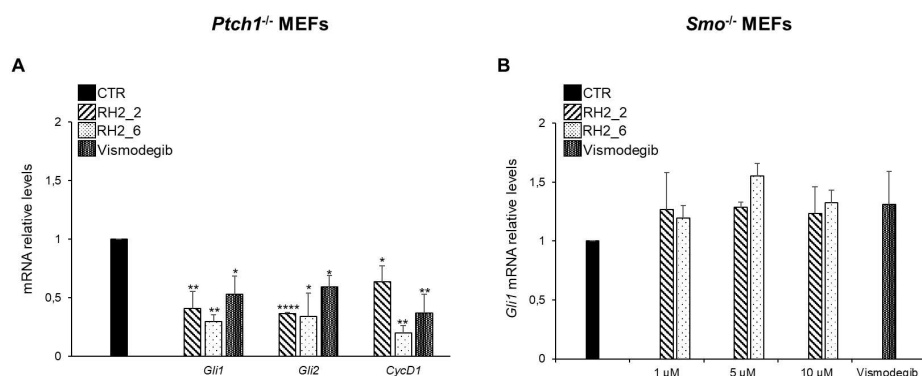 Ptch1-/- MEFs
Smo-/- MEFs
A
CTR
RH2_2
RH2_6
Vismodegib
2
1,5
1
0,5
0
mRNA relative levels
** ** *
**** * *
* ** **
Gli1 Gli2 CycD1
B
CTR
RH2_2
RH2_6
Vismodegib
2
1,5
1
1,5
0
Gli1 mRNA relative levels
1 uM 5 uM 10 uM Vismodegib